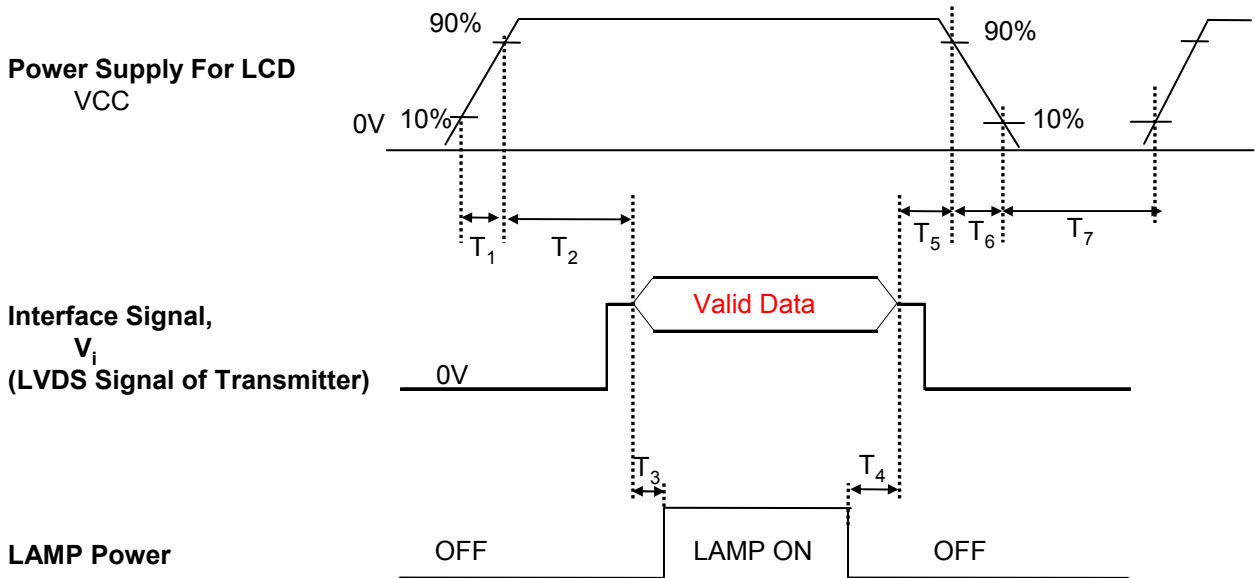 90%
90%
Power Supply For LCD
VCC
0V
10%
10%
T1
T2
T5
T6
T7
Valid Data
Interface Signal,
Vi
(LVDS Signal of Transmitter)
0V
T3
T4
LAMP Power
OFF
LAMP ON
OFF